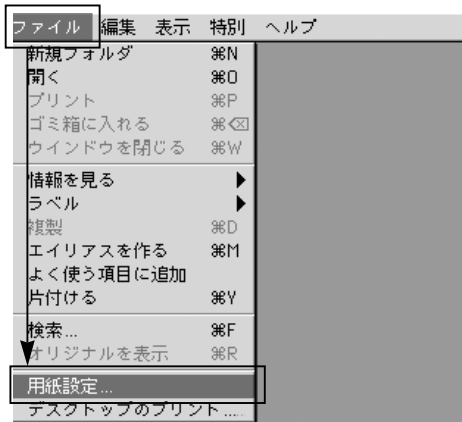 ファイル 編集 表示 特別 ヘルプ
新規フォルダ ⌘N
開く ⌘O
プリント ⌘P
ゴミ箱に入れる ⌘⌫
ウインドウを閉じる ⌘W
情報を見る ▶
ラベル ▶
複製 ⌘D
エイリアスを作る ⌘M
よく使う項目に追加
片付ける ⌘Y
検索... ⌘F
オリジナルを表示 ⌘R
用紙設定...
デスクトップのプリント.....